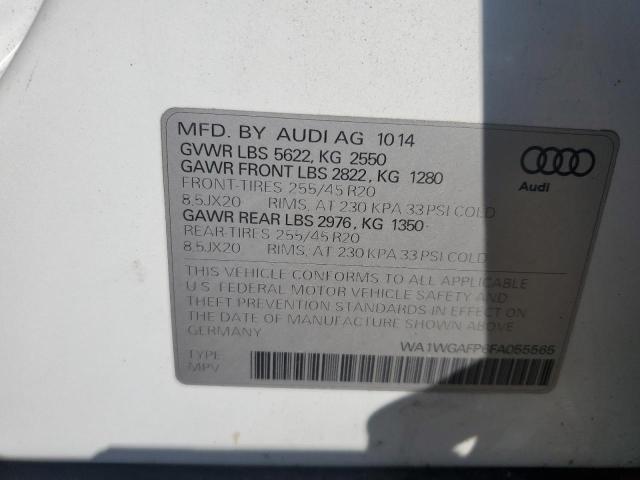 MFD. BY AUDI AG 1014
GVWR LBS 5622, KG 2550
GAWR FRONT LBS 2822, KG 1280
FRONT-TIRES 255/45 R20
8,5JX20 RIMS, AT 230 KPA 33 PSI COLD
GAWR REAR LBS 2976, KG 1350
REAR-TIRES 255/45 R20
8,5JX20 RIMS, AT 230 KPA 33 PSI COLD
THIS VEHICLE CONFORMS TO ALL APPLICABLE
U.S. FEDERAL MOTOR VEHICLE SAFETY AND
THEFT PREVENTION STANDARDS IN EFFECT ON
THE DATE OF MANUFACTURE SHOWN ABOVE
GERMANY
TYPE:
MPV
WA1WGAFP6FA055565
Audi